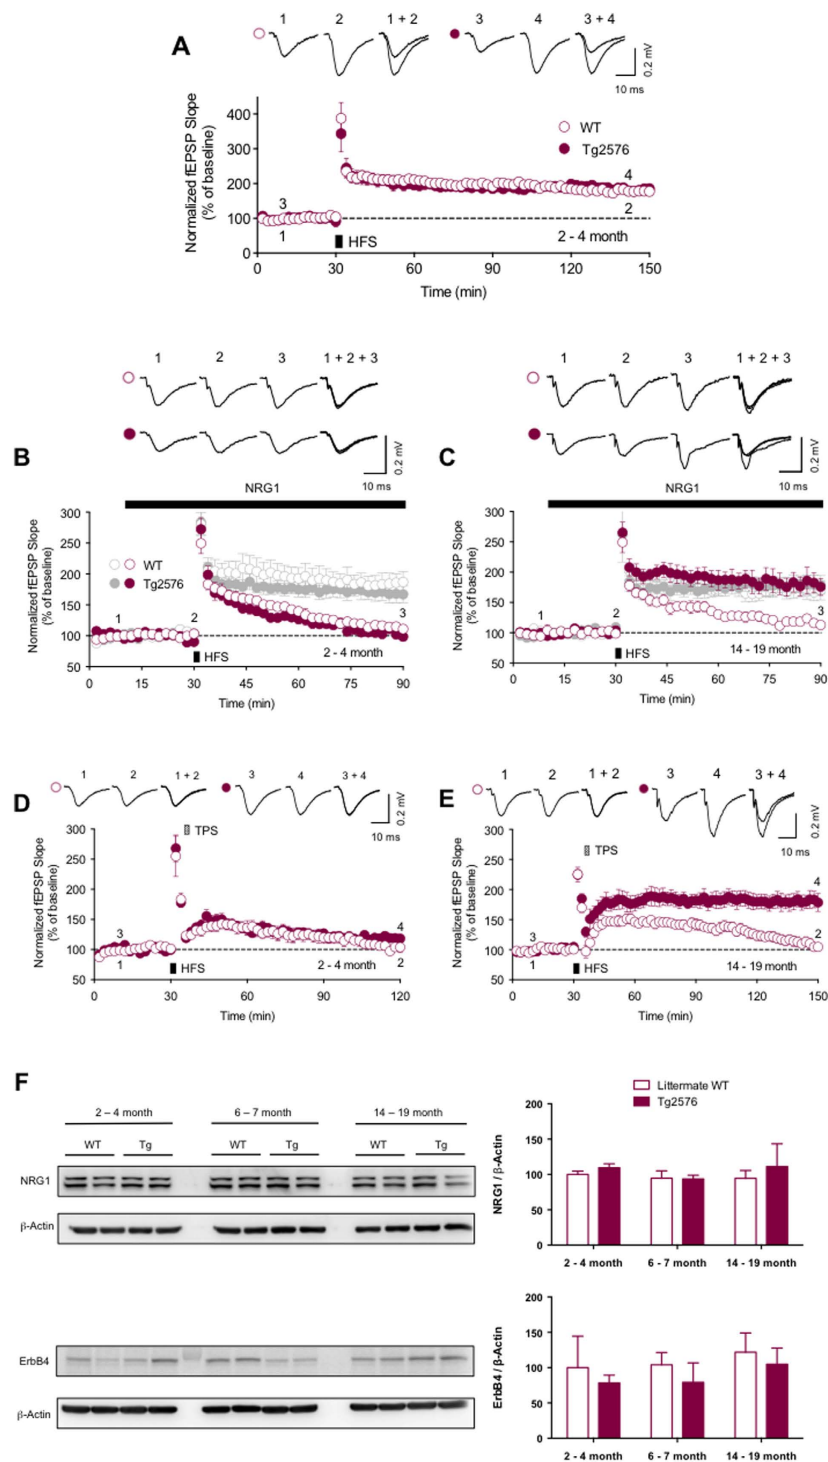 A
1 2 1 + 2 3 4 3 + 4
0.2 mV
10 ms
Normalized fEPSP Slope
(% of baseline)
400
300
200
100
0
WT
Tg2576
3
4
1
2
HFS
2 - 4 month
0 30 60 90 120 150
Time (min)
B
1 2 3 1 + 2 + 3
0.2 mV
10 ms
NRG1
Normalized fEPSP Slope
(% of baseline)
300
250
200
150
100
50
WT
Tg2576
1 2 3
HFS
2 - 4 month
0 15 30 45 60 75 90
Time (min)
C
1 2 3 1 + 2 + 3
0.2 mV
10 ms
NRG1
Normalized fEPSP Slope
(% of baseline)
300
250
200
150
100
50
1 2 3
HFS
14 - 19 month
0 15 30 45 60 75 90
Time (min)
D
1 2 1 + 2 3 4 3 + 4
0.2 mV
10 ms
Normalized fEPSP Slope
(% of baseline)
300
250
200
150
100
50
TPS
3
4
1
2
HFS
2 - 4 month
0 30 60 90 120
Time (min)
E
1 2 1 + 2 3 4 3 + 4
0.2 mV
10 ms
Normalized fEPSP Slope
(% of baseline)
300
250
200
150
100
50
TPS
4
3
2
1
HFS
14 - 19 month
0 30 60 90 120 150
Time (min)
F
2 – 4 month 6 – 7 month 14 – 19 month
WT Tg WT Tg WT Tg
NRG1
β-Actin
ErbB4
β-Actin
Littermate WT
Tg2576
NRG1 / β-Actin
200
150
100
50
0
2 - 4 month 6 - 7 month 14 - 19 month
ErbB4 / β-Actin
200
150
100
50
0
2 - 4 month 6 - 7 month 14 - 19 month